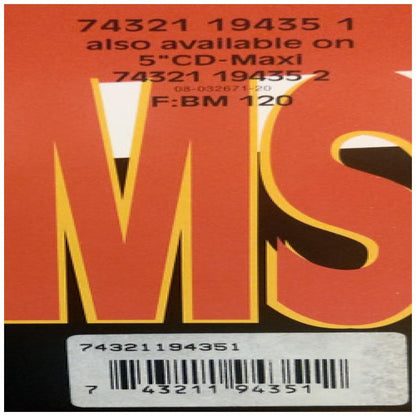 74321 19435 1
also available on
5"CD-Maxi
74321 19435 2
08-032671-20
F:BM 120
MS
74321194351
7 43211 94351